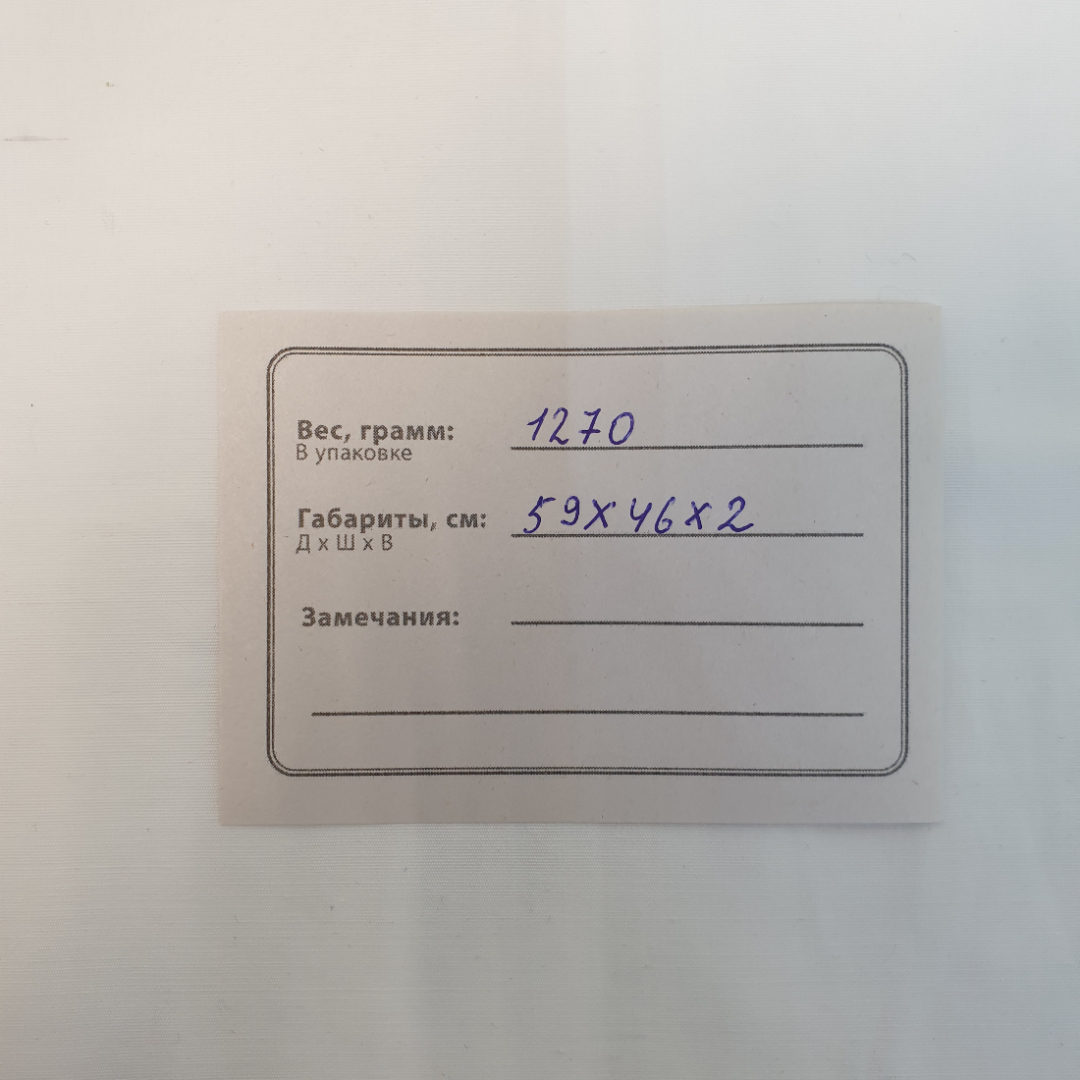 Вес, грамм: 1270
В упаковке
Габариты, см: 59х46х2
Д х Ш х В
Замечания: